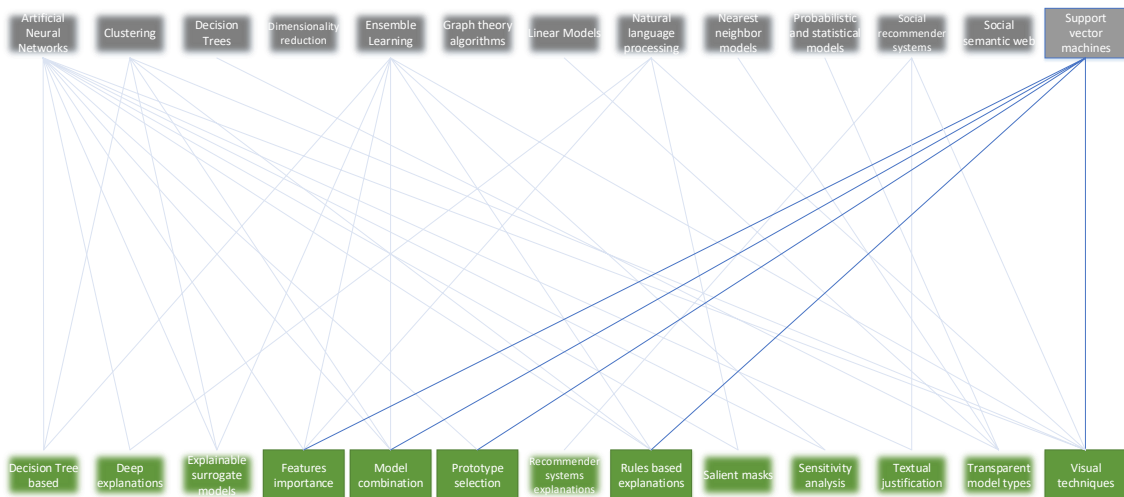 Artificial
Neural
Networks
Clustering
Decision
Trees
Dimensionality
reduction
Ensemble
Learning
Graph theory
algorithms
Linear Models
Natural
language
processing
Nearest
neighbor
models
Probabilistic
and statistical
models
Social
recommender
systems
Social
semantic web
Support
vector
machines
Decision Tree
based
Deep
explanations
Explainable
surrogate
models
Features
importance
Model
combination
Prototype
selection
Recommender
systems
explanations
Rules based
explanations
Salient masks
Sensitivity
analysis
Textual
justification
Transparent
model types
Visual
techniques